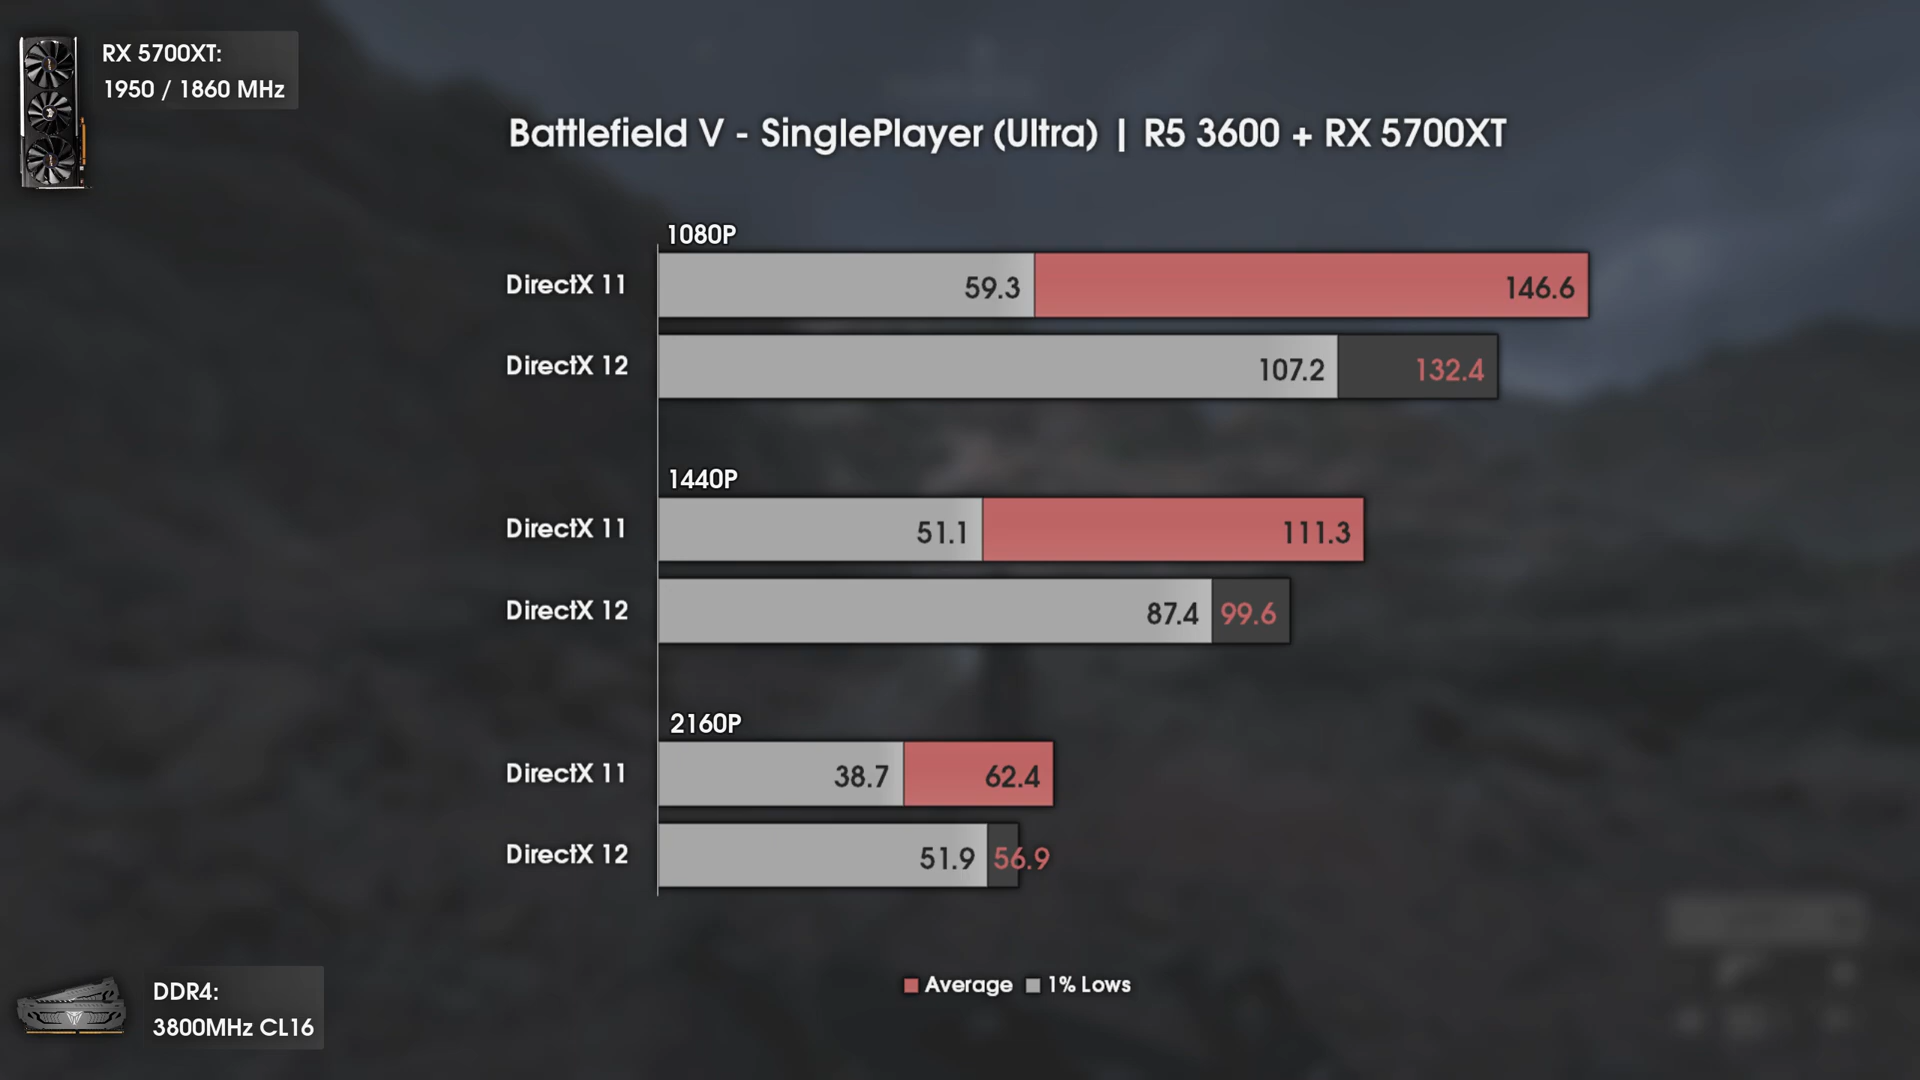 RX 5700XT:
1950 / 1860 MHz
Battlefield V - SinglePlayer (Ultra) | R5 3600 + RX 5700XT
1080P
DirectX 11
59.3
146.6
DirectX 12
107.2
132.4
1440P
DirectX 11
51.1
111.3
DirectX 12
87.4
99.6
2160P
DirectX 11
38.7
62.4
DirectX 12
51.9
56.9
Average
1% Lows
DDR4:
3800MHz CL16